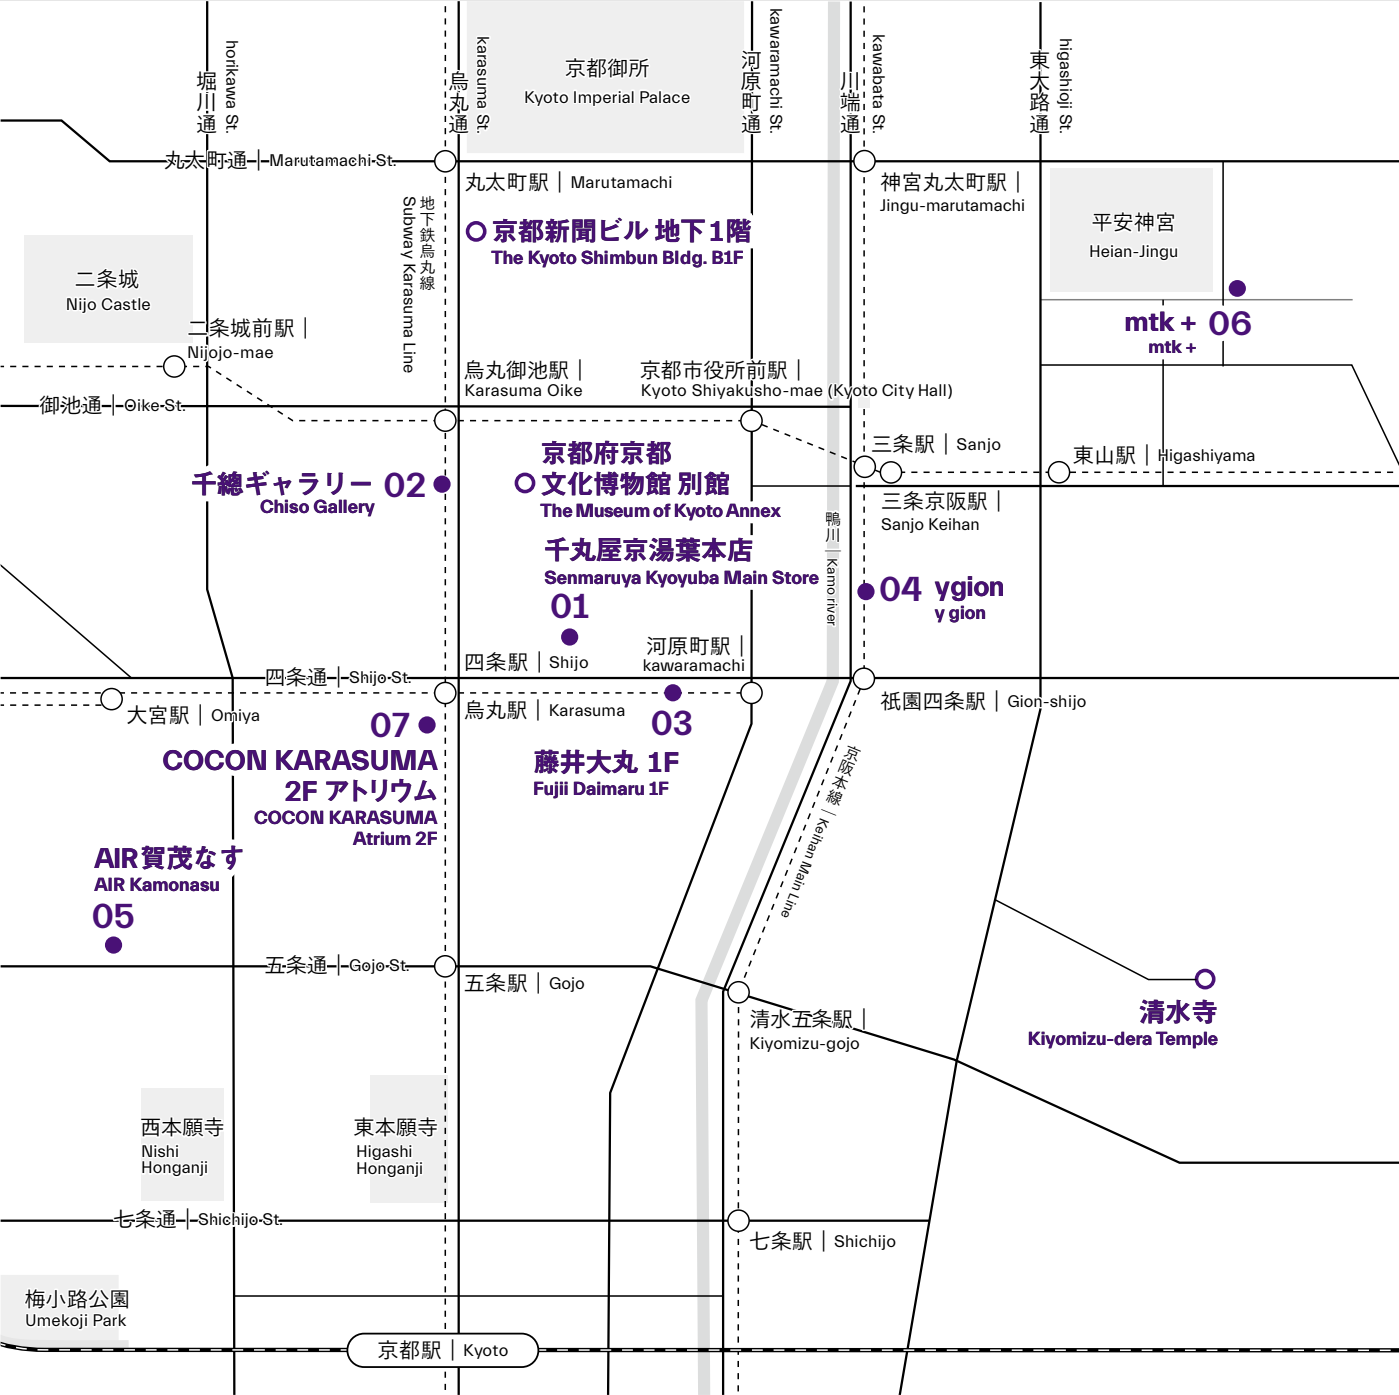 堀川通
horikawa St.
烏丸通
karasuma St.
京都御所
Kyoto Imperial Palace
河原町通
kawaramachi St.
川端通
kawabata St.
東大路通
higashioji St.
丸太町通 | Marutamachi St.
丸太町駅 | Marutamachi
神宮丸太町駅 |
Jingu-marutamachi
地下鉄烏丸線
Subway Karasuma Line
京都新聞ビル 地下1階
The Kyoto Shimbun Bldg. B1F
平安神宮
Heian-Jingu
二条城
Nijo Castle
二条城前駅 |
Nijojo-mae
mtk + 06
mtk +
烏丸御池駅 |
Karasuma Oike
京都市役所前駅 |
Kyoto Shiyakusho-mae (Kyoto City Hall)
御池通 | Oike St.
三条駅 | Sanjo
東山駅 | Higashiyama
千總ギャラリー 02
Chiso Gallery
京都府京都
文化博物館 別館
The Museum of Kyoto Annex
三条京阪駅 |
Sanjo Keihan
鴨川 | Kamo river
千丸屋京湯葉本店
Senmaruya Kyoyuba Main Store
01
04 ygion
y gion
河原町駅 |
kawaramachi
四条通 | Shijo St.
四条駅 | Shijo
大宮駅 | Omiya
烏丸駅 | Karasuma
03
祇園四条駅 | Gion-shijo
07
COCON KARASUMA
2F アトリウム
COCON KARASUMA
Atrium 2F
藤井大丸 1F
Fujii Daimaru 1F
京阪本線 | Keihan Main Line
AIR賀茂なす
AIR Kamonasu
05
五条通 | Gojo St.
五条駅 | Gojo
清水五条駅 |
Kiyomizu-gojo
清水寺
Kiyomizu-dera Temple
西本願寺
Nishi
Honganji
東本願寺
Higashi
Honganji
七条通 | Shichijo St.
七条駅 | Shichijo
梅小路公園
Umekoji Park
京都駅 | Kyoto